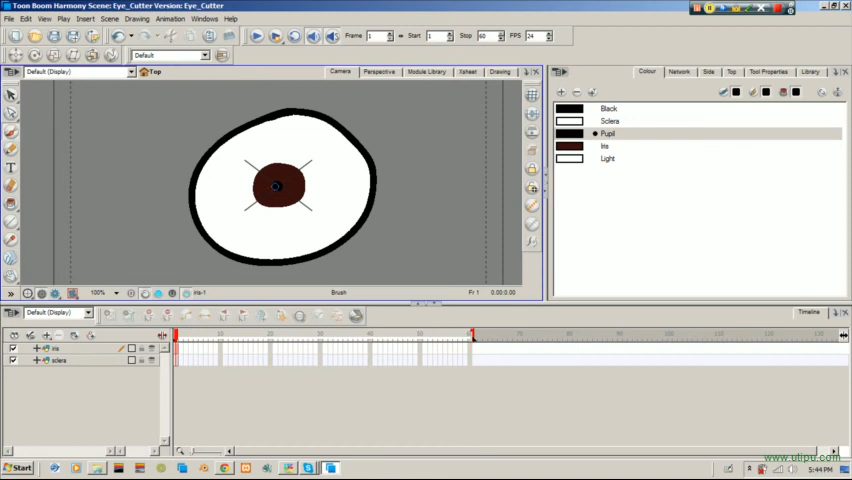 Toon Boom Harmony Scene: Eye_Cutter Version: Eye_Cutter
File Edit View Play Insert Scene Drawing Animation Windows Help
Frame 1 Start 1 Stop 60 FPS 24
Default
Default (Display) Top Camera Perspective Module Library Xsheet Drawing
Colour Network Side Top Tool Properties Library
Black
Sclera
Pupil
Iris
Light
T
100% iris-1 Brush Fr 1 0:00:0:00
Default (Display) Timeline
10 20 30 40 50 60 70 80 90 100 110 120 130
iris
sclera
www.utipu.com
Start 5:44 PM